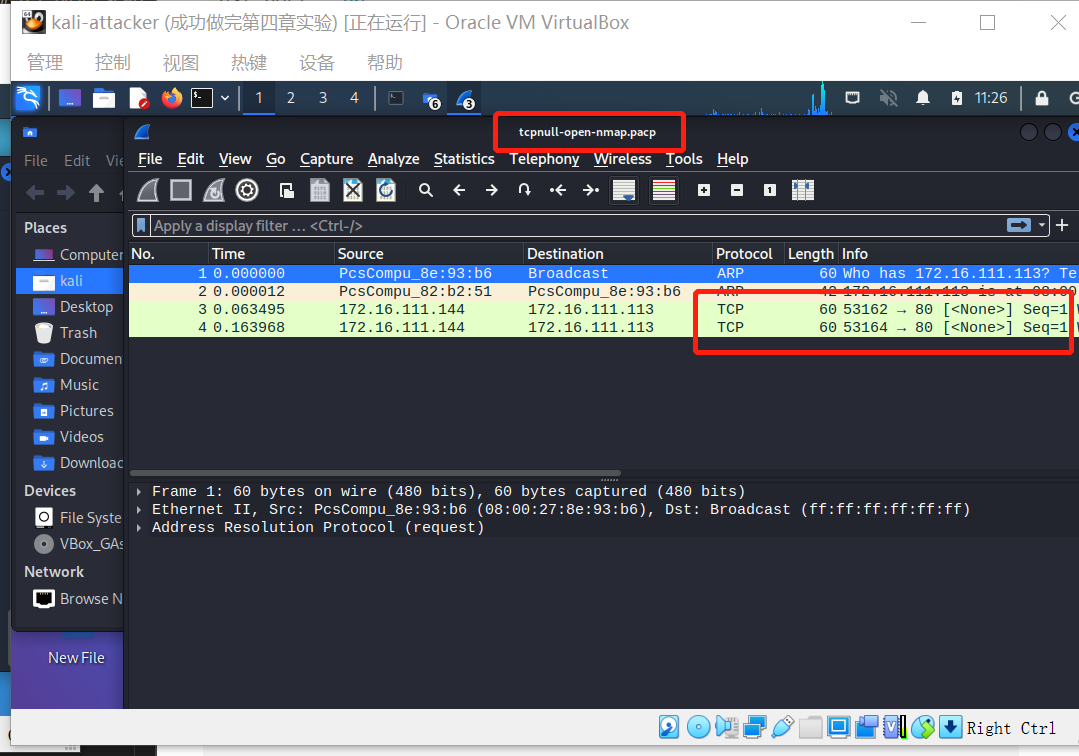 kali-attacker (成功做完第四章实验) [正在运行] - Oracle VM VirtualBox
管理 控制 视图 热键 设备 帮助
1 2 3 4 6 3 11:26
tcpnull-open-nmap.pacp
File Edit
File Edit View Go Capture Analyze Statistics Telephony Wireless Tools Help
Places
Computer
kali
Desktop
Trash
Documen
Music
Pictures
Videos
Downloac
Devices
File Syste
VBox_GAs
Network
Browse N
New File
Apply a display filter … <Ctrl-/>
No. Time Source Destination Protocol Length Info
1 0.000000 PcsCompu_8e:93:b6 Broadcast ARP 60 Who has 172.16.111.113? Te
2 0.000012 PcsCompu_82:b2:51 PcsCompu_8e:93:b6 ARP 42 172.16.111.113 is at 08:00
3 0.063495 172.16.111.144 172.16.111.113 TCP 60 53162 → 80 [<None>] Seq=1
4 0.163968 172.16.111.144 172.16.111.113 TCP 60 53164 → 80 [<None>] Seq=1
Frame 1: 60 bytes on wire (480 bits), 60 bytes captured (480 bits)
Ethernet II, Src: PcsCompu_8e:93:b6 (08:00:27:8e:93:b6), Dst: Broadcast (ff:ff:ff:ff:ff:ff)
Address Resolution Protocol (request)
Right Ctrl